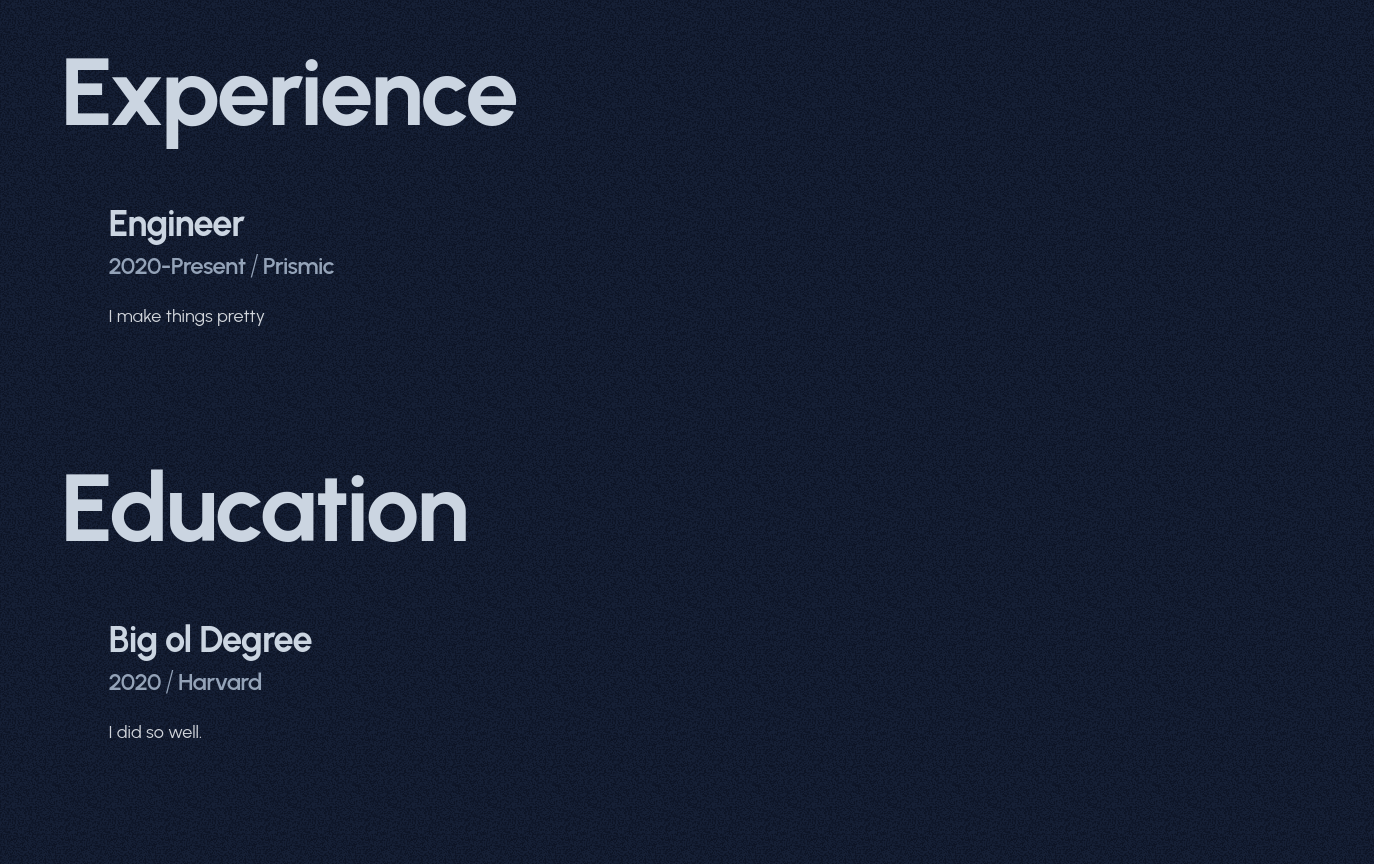 Experience
Engineer
2020-Present / Prismic
I make things pretty
Education
Big ol Degree
2020 / Harvard
I did so well.